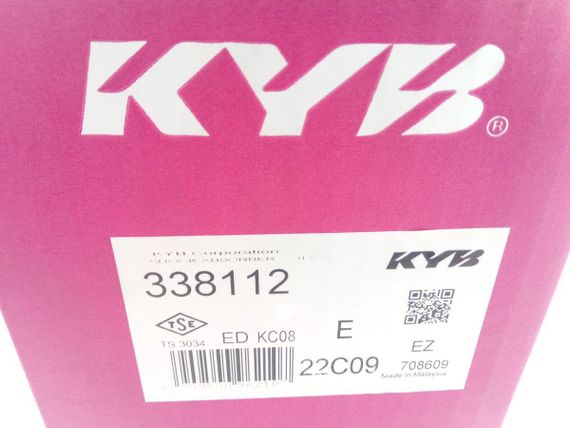 KYB®
KYB Corporation
SHOCK ABSORBER
KYB
338112
TSE
TS 3034
ED KC08
E
EZ
22C09
708609
Made in Malaysia